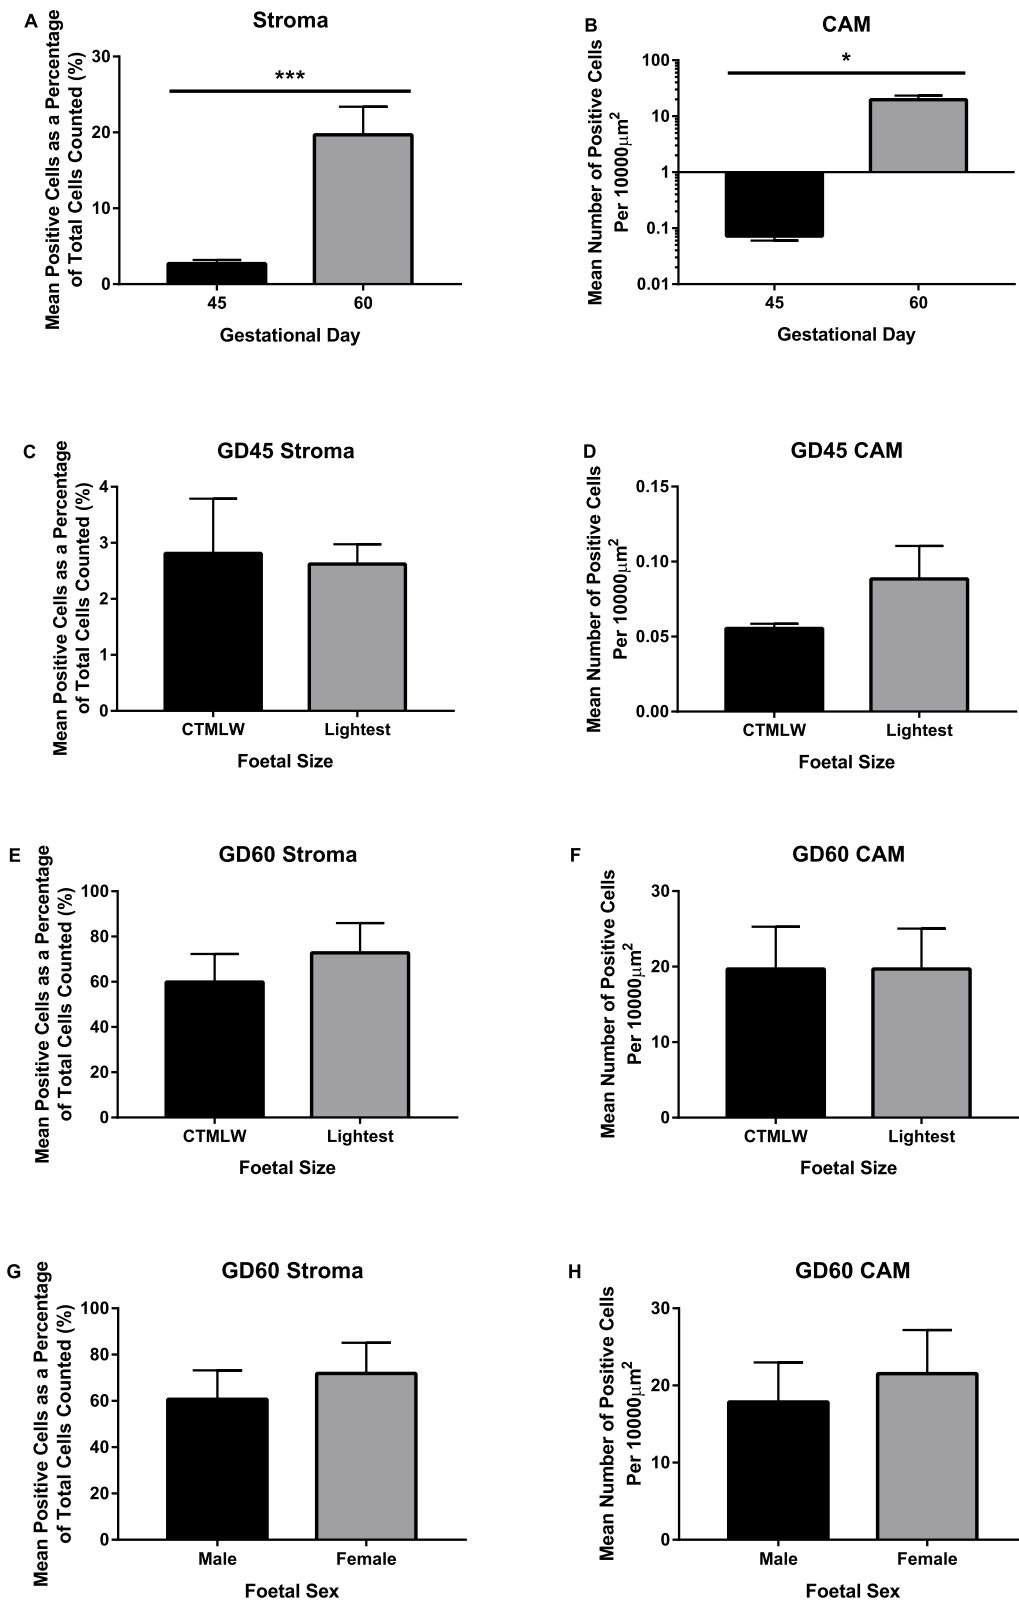 A
Stroma
Mean Positive Cells as a Percentage
of Total Cells Counted (%)
30
20
10
0
***
45
60
Gestational Day
B
CAM
Mean Number of Positive Cells
Per 10000μm²
100
10
1
0.1
0.01
*
45
60
Gestational Day
C
GD45 Stroma
Mean Positive Cells as a Percentage
of Total Cells Counted (%)
4
3
2
1
0
CTMLW
Lightest
Foetal Size
D
GD45 CAM
Mean Number of Positive Cells
Per 10000μm²
0.15
0.10
0.05
0.00
CTMLW
Lightest
Foetal Size
E
GD60 Stroma
Mean Positive Cells as a Percentage
of Total Cells Counted (%)
100
80
60
40
20
0
CTMLW
Lightest
Foetal Size
F
GD60 CAM
Mean Number of Positive Cells
Per 10000μm²
30
20
10
0
CTMLW
Lightest
Foetal Size
G
GD60 Stroma
Mean Positive Cells as a Percentage
of Total Cells Counted (%)
100
80
60
40
20
0
Male
Female
Foetal Sex
H
GD60 CAM
Mean Number of Positive Cells
Per 10000μm²
30
20
10
0
Male
Female
Foetal Sex